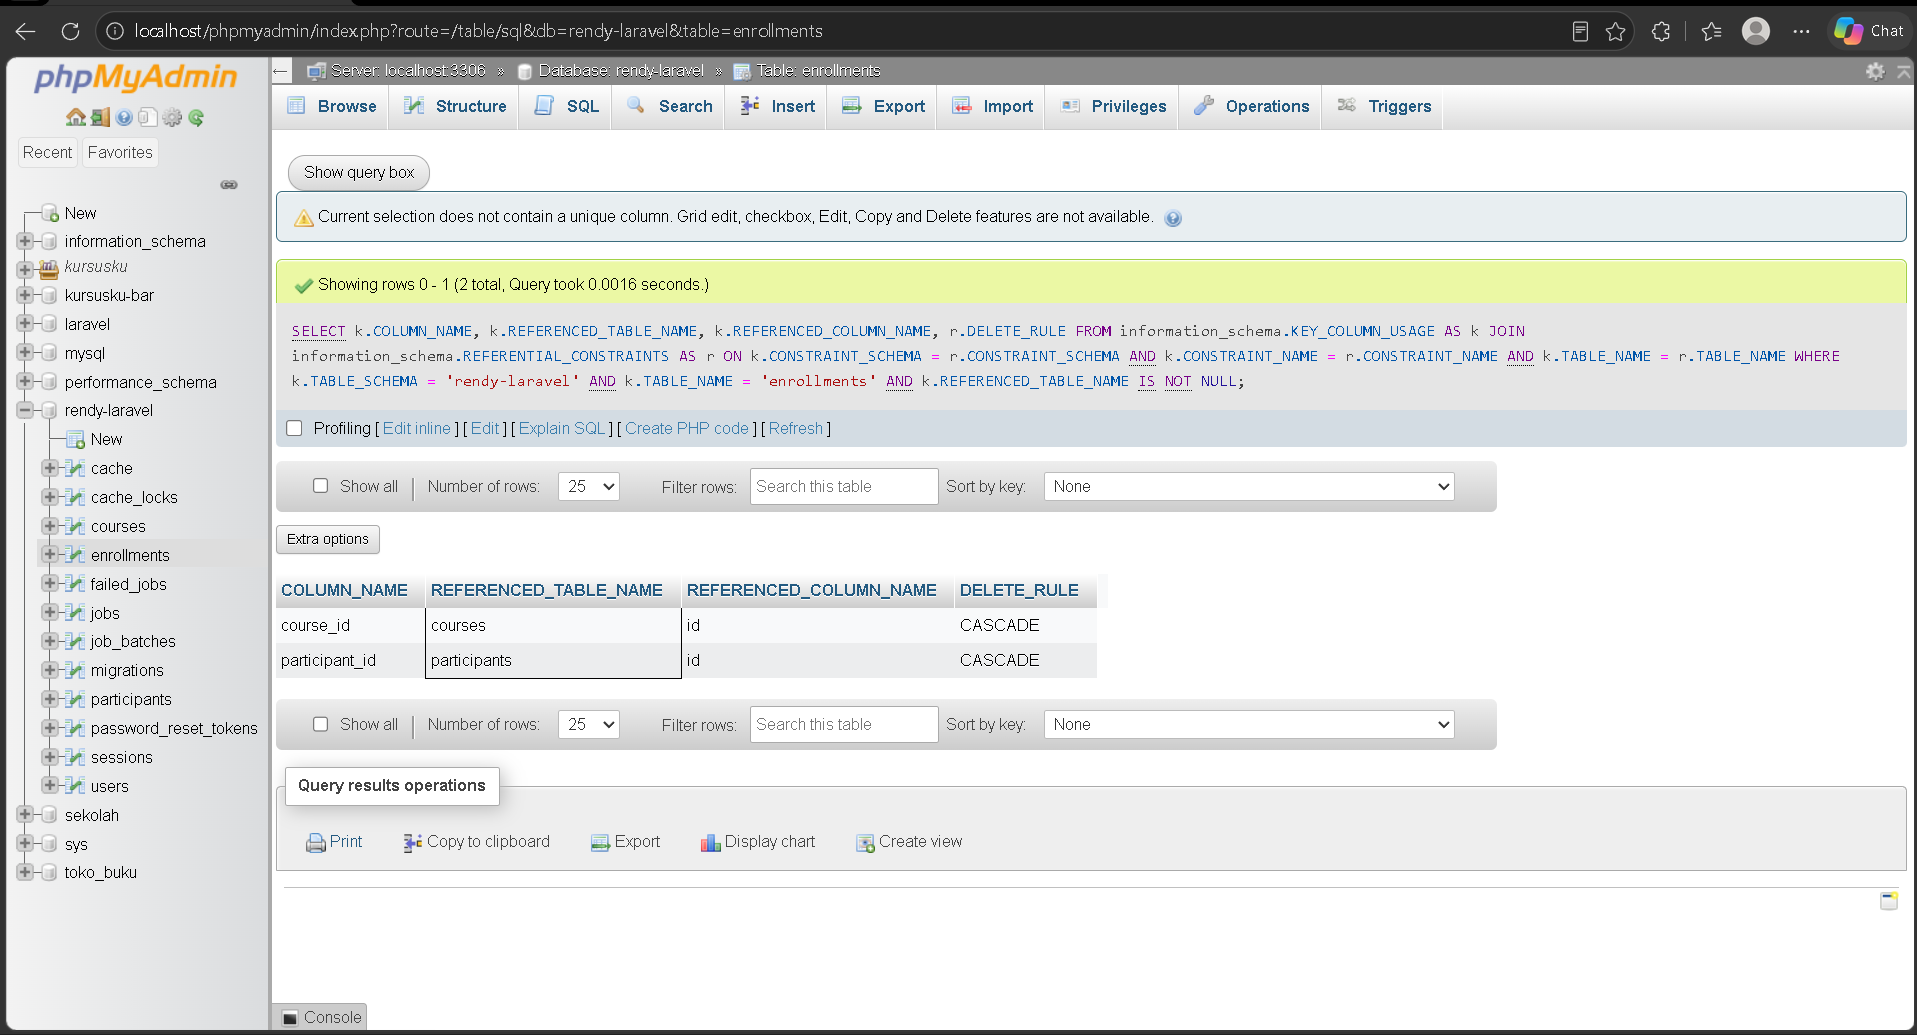 localhost/phpmyadmin/index.php?route=/table/sql&db=rendy-laravel&table=enrollments
Chat
phpMyAdmin
Recent
Favorites
New
information_schema
kursusku
kursusku-bar
laravel
mysql
performance_schema
rendy-laravel
New
cache
cache_locks
courses
enrollments
failed_jobs
jobs
job_batches
migrations
participants
password_reset_tokens
sessions
users
sekolah
sys
toko_buku
Server: localhost:3306 » Database: rendy-laravel » Table: enrollments
Browse Structure SQL Search Insert Export Import Privileges Operations Triggers
Show query box
Current selection does not contain a unique column. Grid edit, checkbox, Edit, Copy and Delete features are not available.
Showing rows 0 - 1 (2 total, Query took 0.0016 seconds.)
SELECT k.COLUMN_NAME, k.REFERENCED_TABLE_NAME, k.REFERENCED_COLUMN_NAME, r.DELETE_RULE FROM information_schema.KEY_COLUMN_USAGE AS k JOIN
information_schema.REFERENTIAL_CONSTRAINTS AS r ON k.CONSTRAINT_SCHEMA = r.CONSTRAINT_SCHEMA AND k.CONSTRAINT_NAME = r.CONSTRAINT_NAME AND k.TABLE_NAME = r.TABLE_NAME WHERE
k.TABLE_SCHEMA = 'rendy-laravel' AND k.TABLE_NAME = 'enrollments' AND k.REFERENCED_TABLE_NAME IS NOT NULL;
Profiling [ Edit inline ] [ Edit ] [ Explain SQL ] [ Create PHP code ] [ Refresh ]
Show all | Number of rows: 25 Filter rows: Search this table Sort by key: None
Extra options
COLUMN_NAME REFERENCED_TABLE_NAME REFERENCED_COLUMN_NAME DELETE_RULE
course_id courses id CASCADE
participant_id participants id CASCADE
Show all | Number of rows: 25 Filter rows: Search this table Sort by key: None
Query results operations
Print Copy to clipboard Export Display chart Create view
Console